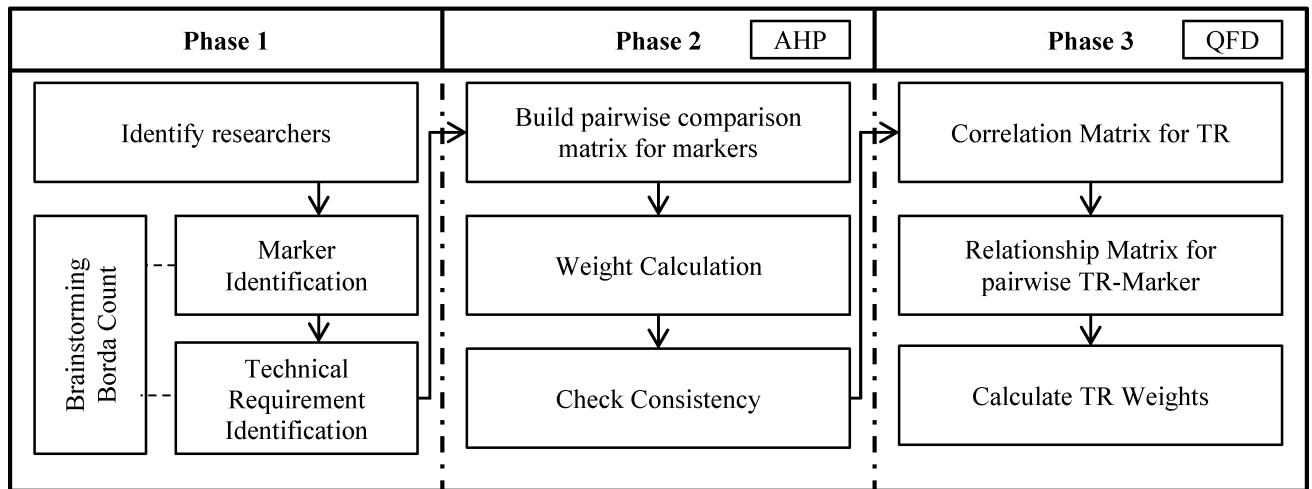 Phase 1
Phase 2
AHP
Phase 3
QFD
Identify researchers
Brainstorming
Borda Count
Marker
Identification
Technical
Requirement
Identification
Build pairwise comparison
matrix for markers
Weight Calculation
Check Consistency
Correlation Matrix for TR
Relationship Matrix for
pairwise TR-Marker
Calculate TR Weights